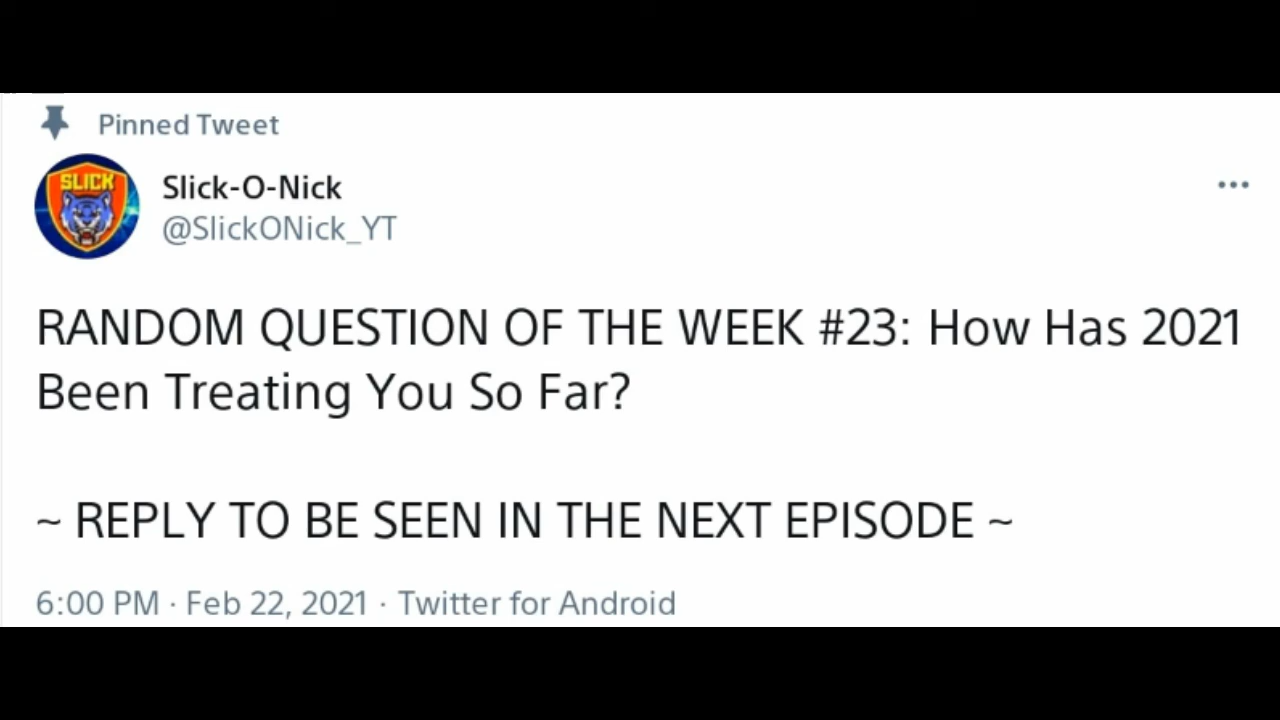 Pinned Tweet
SLICK
Slick-O-Nick
@SlickONick_YT
RANDOM QUESTION OF THE WEEK #23: How Has 2021
Been Treating You So Far?
~ REPLY TO BE SEEN IN THE NEXT EPISODE ~
6:00 PM · Feb 22, 2021 · Twitter for Android